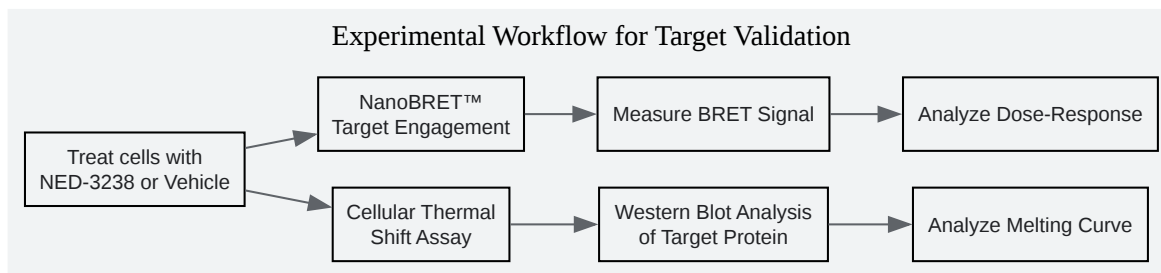 Experimental Workflow for Target Validation
Treat cells with
NED-3238 or Vehicle
NanoBRET™
Target Engagement
Measure BRET Signal
Analyze Dose-Response
Cellular Thermal
Shift Assay
Western Blot Analysis
of Target Protein
Analyze Melting Curve